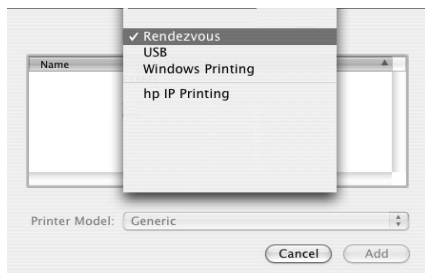 Rendezvous
USB
Name
Windows Printing
hp IP Printing
Printer Model: Generic
Cancel Add